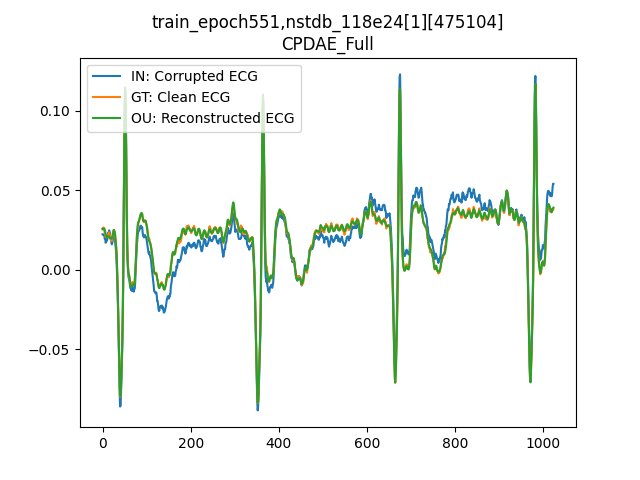 train_epoch551,nstdb_118e24[1][475104]
CPDAE_Full
IN: Corrupted ECG
GT: Clean ECG
OU: Reconstructed ECG
0.10
0.05
0.00
−0.05
0 200 400 600 800 1000